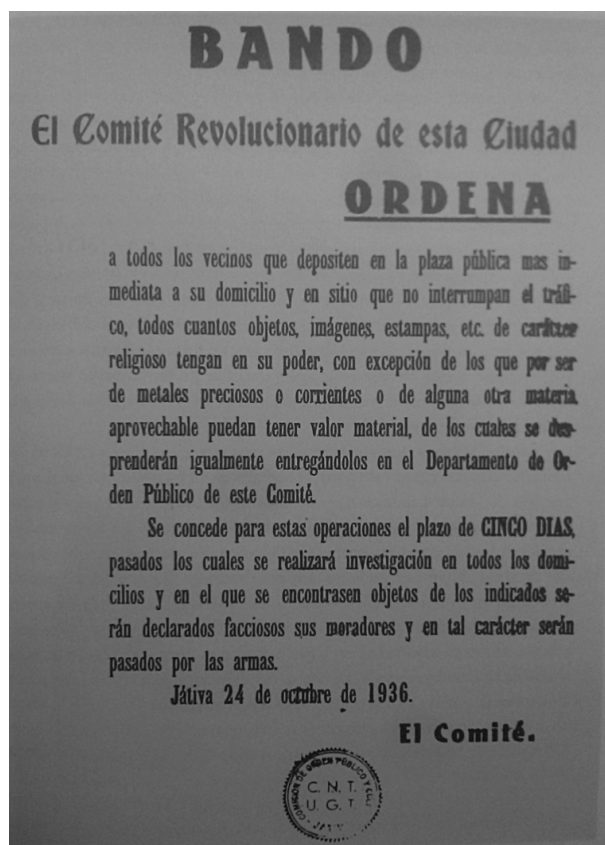 BANDO
El Comité Revolucionario de esta Ciudad
ORDENA
a todos los vecinos que depositen en la plaza pública mas in-
mediata a su domicilio y en sitio que no interrumpan el tráfi-
co, todos cuantos objetos, imágenes, estampas, etc. de carácter
religioso tengan en su poder, con excepción de los que por ser
de metales preciosos o corrientes o de alguna otra materia
aprovechable puedan tener valor material, de los cuales se des-
prenderán igualmente entregándolos en el Departamento de Or-
den Público de este Comité.
Se concede para estas operaciones el plazo de CINCO DIAS,
pasados los cuales se realizará investigación en todos los domi-
cilios y en el que se encontrasen objetos de los indicados se-
rán declarados facciosos sus moradores y en tal carácter serán
pasados por las armas.
Játiva 24 de octubre de 1936.
El Comité.
COMISION DE ORDEN PUBLICO Y
C. N. T.
U. G. T.